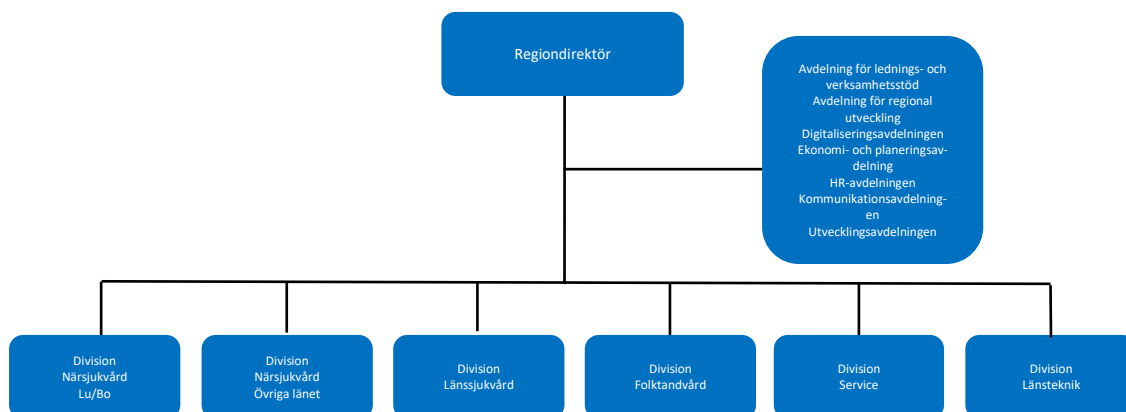 Regiondirektör
Avdelning för lednings- och
verksamhetsstöd
Avdelning för regional
utveckling
Digitaliseringsavdelningen
Ekonomi- och planeringsav-
delning
HR-avdelningen
Kommunikationsavdelning-
en
Utvecklingsavdelningen
Division
Närsjukvård
Lu/Bo
Division
Närsjukvård
Övriga länet
Division
Länssjukvård
Division
Folktandvård
Division
Service
Division
Länsteknik